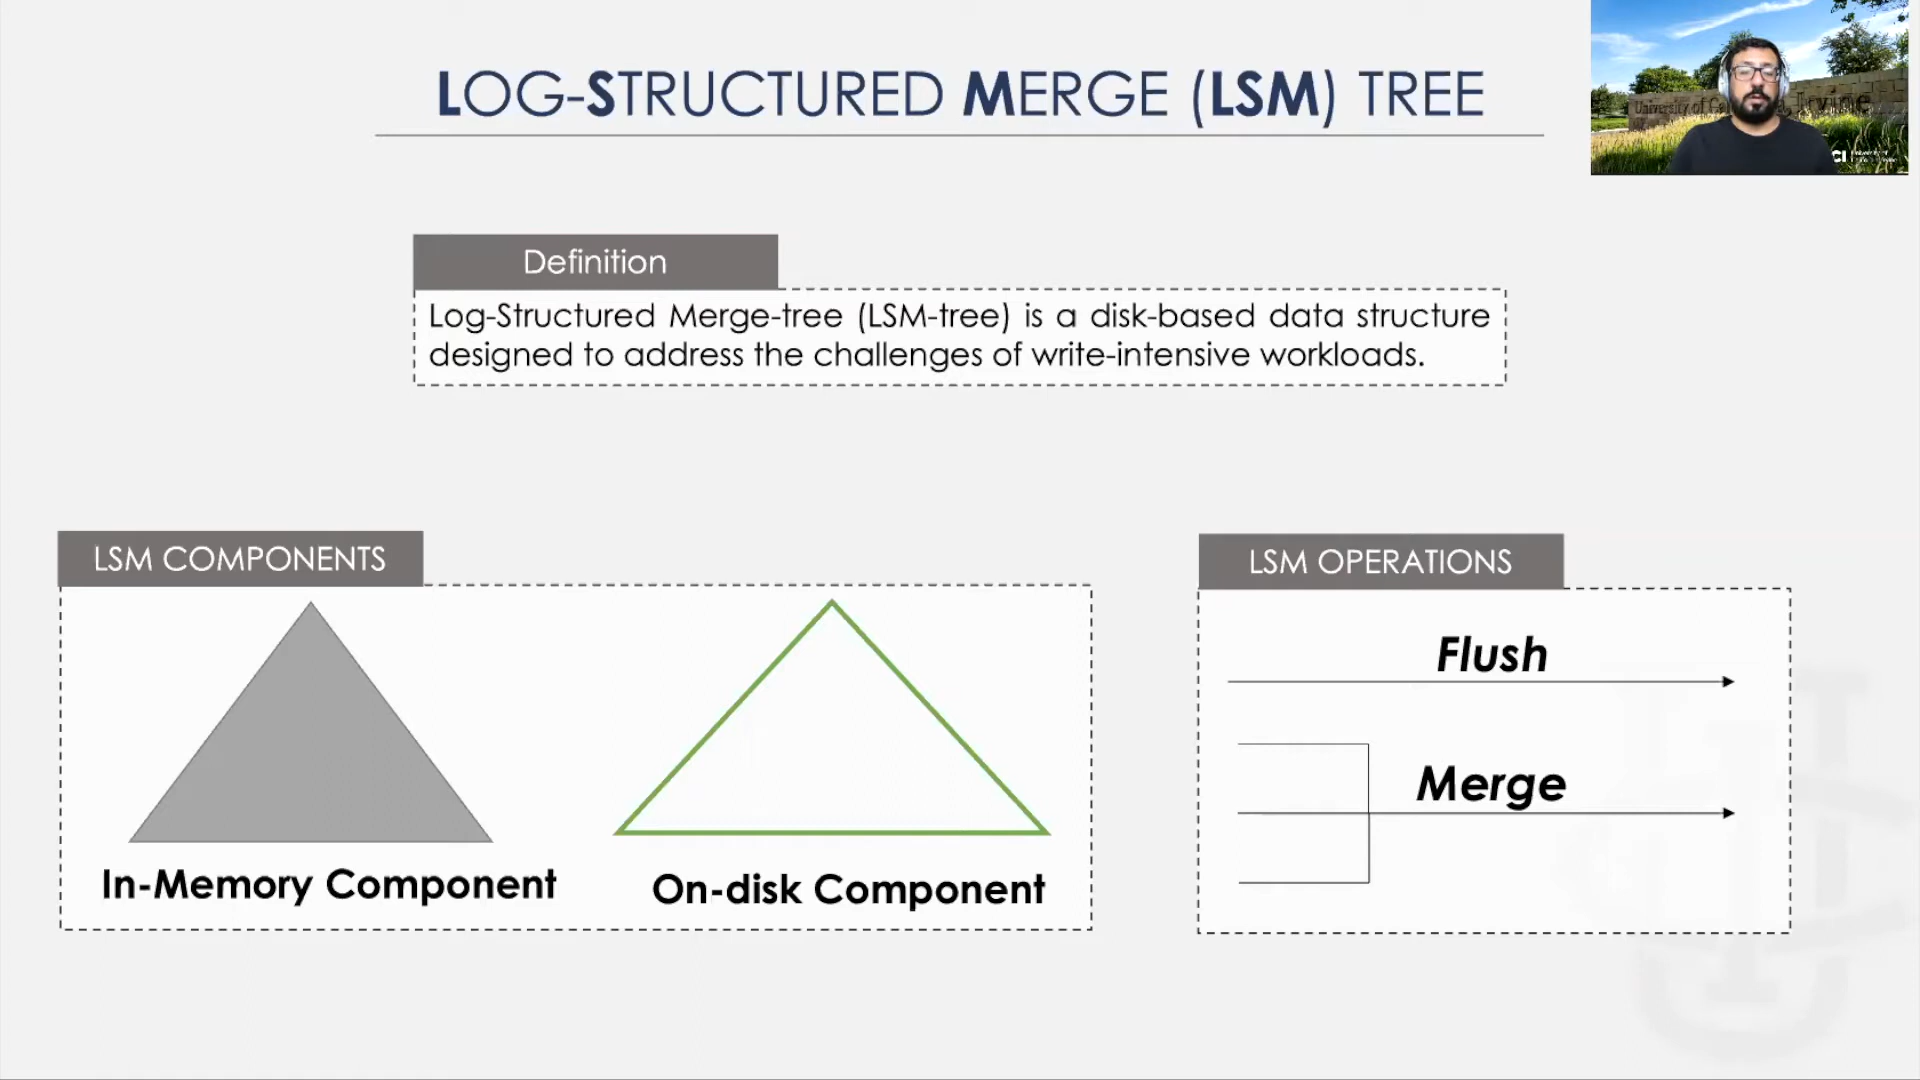 LOG-STRUCTURED MERGE (LSM) TREE
Definition
Log-Structured Merge-tree (LSM-tree) is a disk-based data structure
designed to address the challenges of write-intensive workloads.
LSM COMPONENTS
In-Memory Component
On-disk Component
LSM OPERATIONS
Flush
Merge